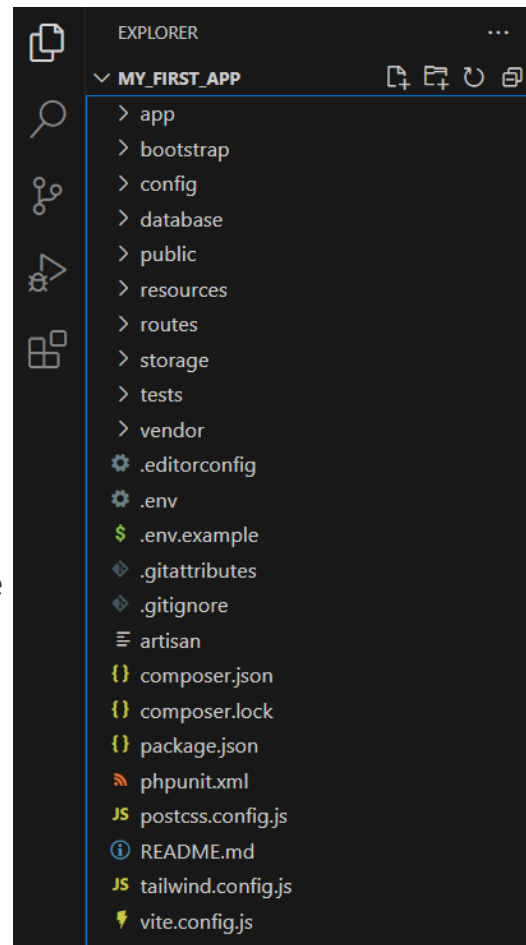 EXPLORER
MY_FIRST_APP
app
bootstrap
config
database
public
resources
routes
storage
tests
vendor
.editorconfig
.env
$ .env.example
.gitattributes
.gitignore
e
artisan
{} composer.json
{} composer.lock
{} package.json
phpunit.xml
JS postcss.config.js
README.md
JS tailwind.config.js
vite.config.js